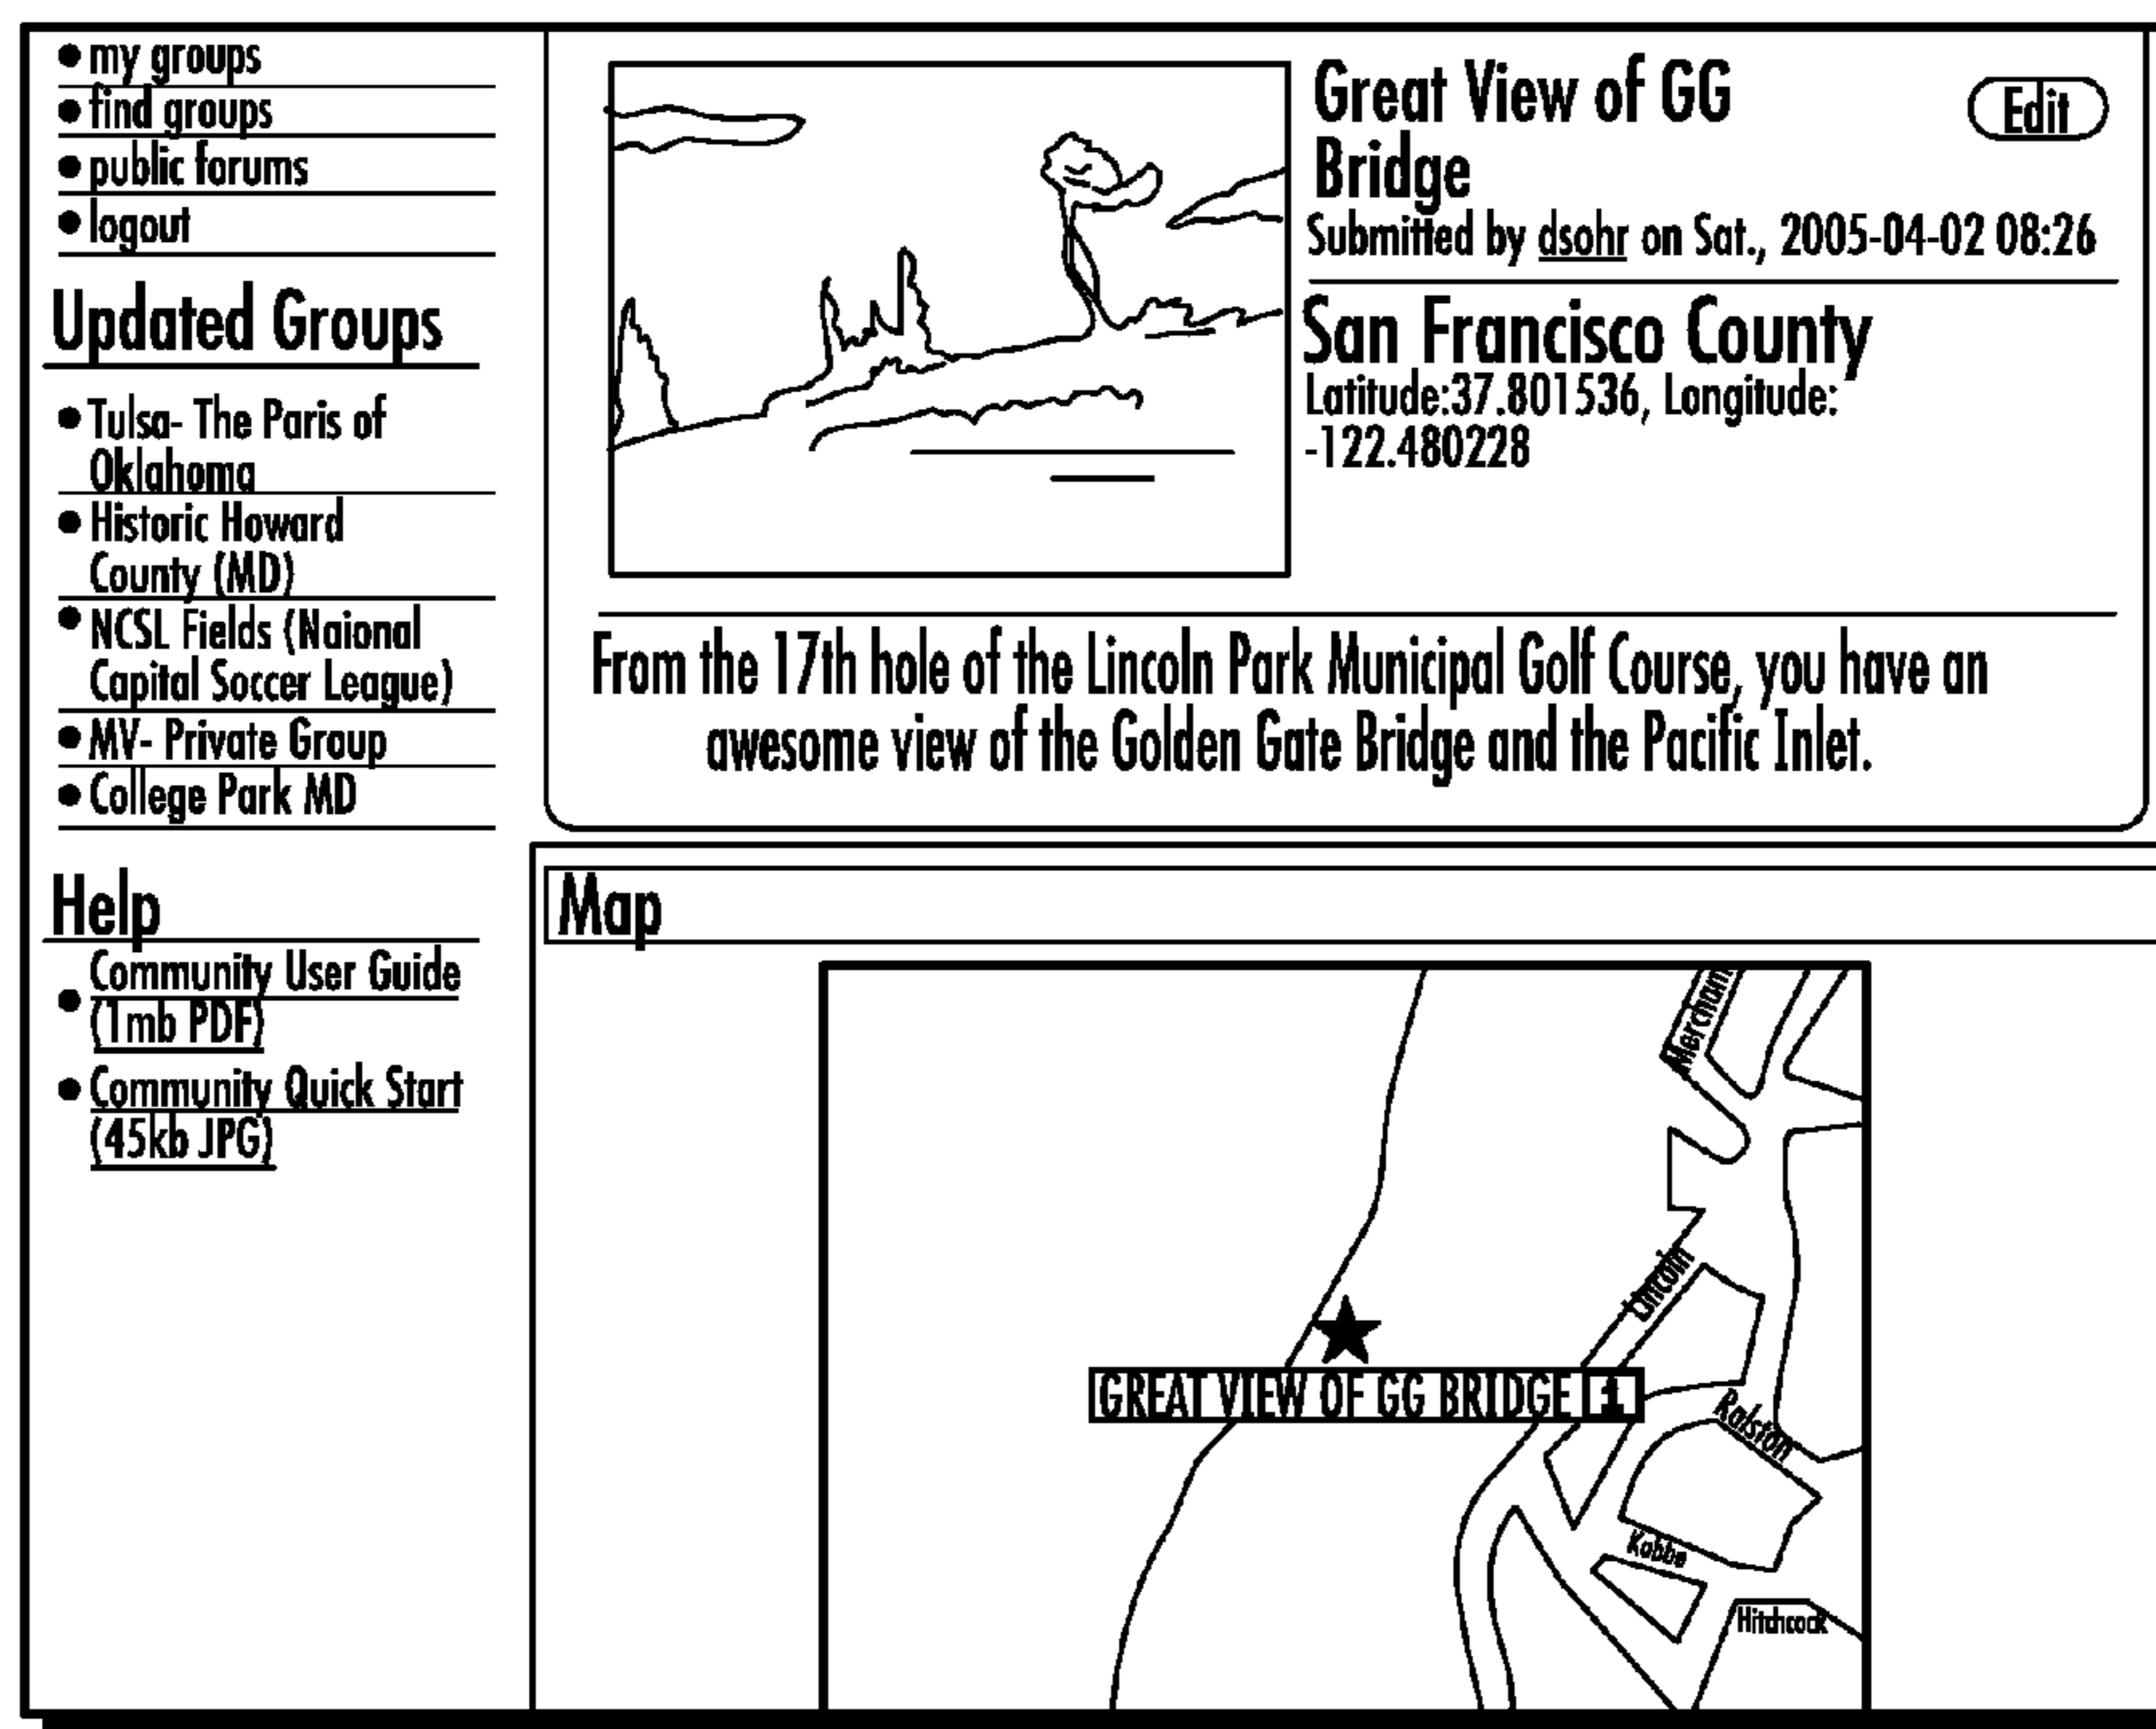 my groups
find groups
public forums
logout
Updated Groups
Tulsa- The Paris of
Oklahoma
Historic Howard
County (MD)
NCSL Fields (Naional
Capital Soccer League)
MV- Private Group
College Park MD
Help
Community User Guide
(1mb PDF)
Community Quick Start
(45kb JPG)
Great View of GG
Bridge
Edit
Submitted by dsohr on Sat., 2005-04-02 08:26
San Francisco County
Latitude:37.801536, Longitude:
-122.480228
From the 17th hole of the Lincoln Park Municipal Golf Course, you have an
awesome view of the Golden Gate Bridge and the Pacific Inlet.
Map
Merchant
Lincoln
GREAT VIEW OF GG BRIDGE 1
Ralston
Kobbe
Hitchcock